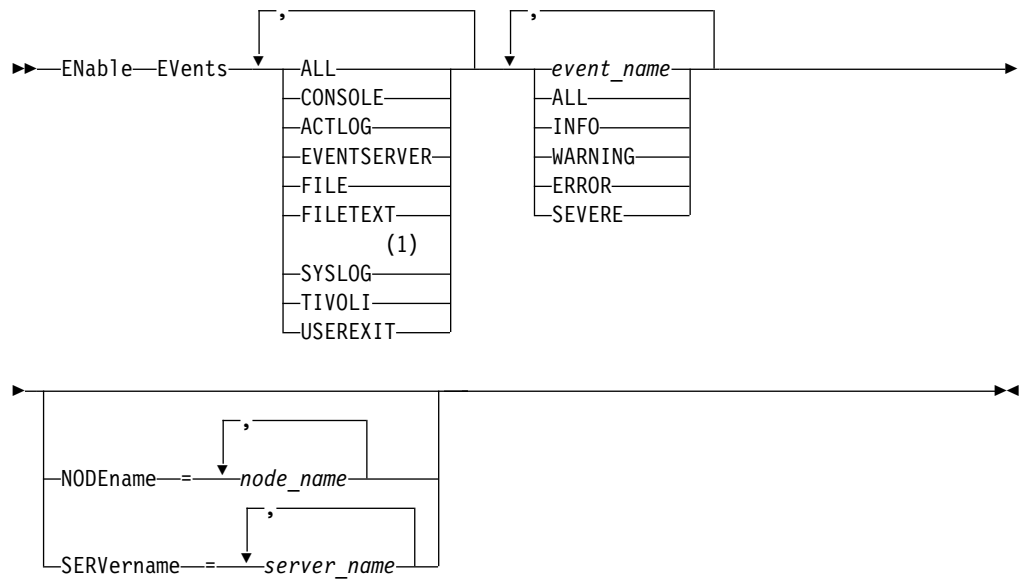 , ,
ENable EVents ALL event_name
CONSOLE ALL
ACTLOG INFO
EVENTSERVER WARNING
FILE ERROR
FILETEXT SEVERE
(1)
SYSLOG
TIVOLI
USEREXIT
,
NODEname = node_name
,
SERVername = server_name